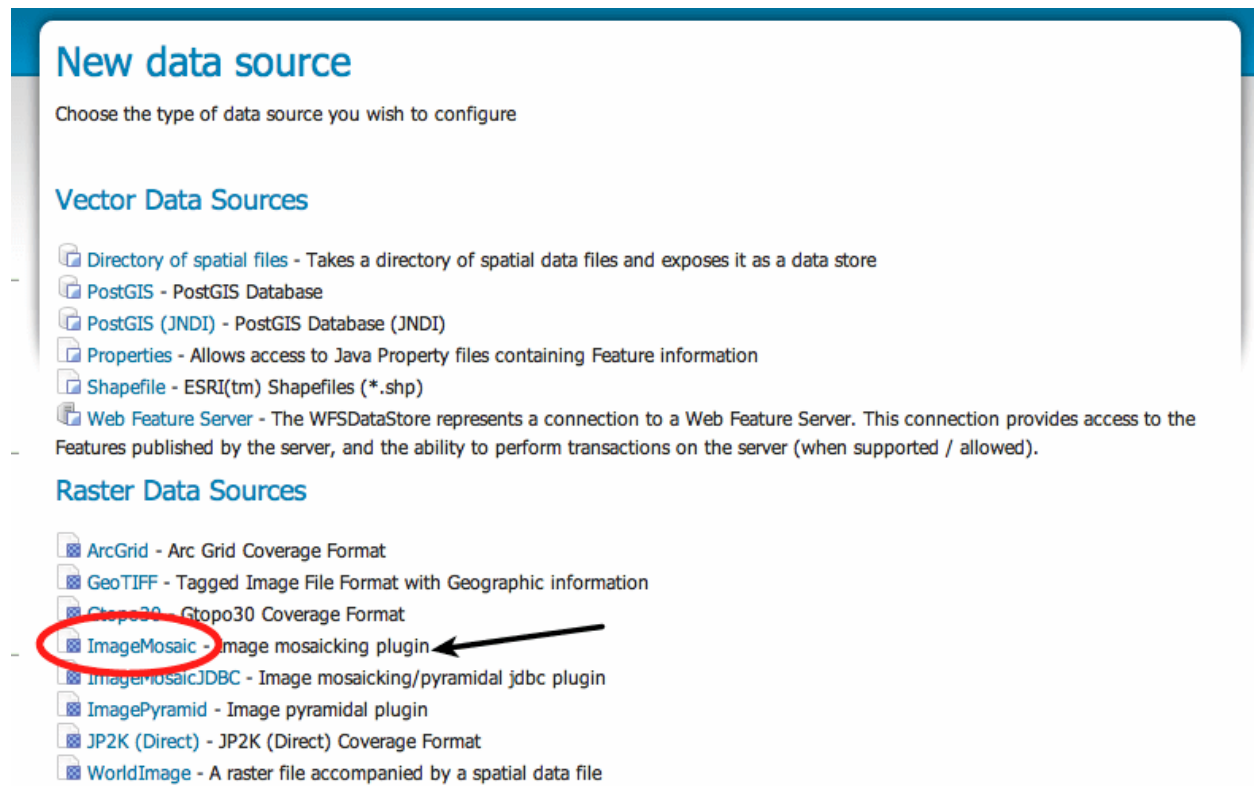 New data source
Choose the type of data source you wish to configure
Vector Data Sources
Directory of spatial files - Takes a directory of spatial data files and exposes it as a data store
PostGIS - PostGIS Database
PostGIS (JNDI) - PostGIS Database (JNDI)
Properties - Allows access to Java Property files containing Feature information
Shapefile - ESRI(tm) Shapefiles (*.shp)
Web Feature Server - The WFSDataStore represents a connection to a Web Feature Server. This connection provides access to the
Features published by the server, and the ability to perform transactions on the server (when supported / allowed).
Raster Data Sources
ArcGrid - Arc Grid Coverage Format
GeoTIFF - Tagged Image File Format with Geographic information
Gtopo30 - Gtopo30 Coverage Format
ImageMosaic - Image mosaicking plugin
ImageMosaicJDBC - Image mosaicking/pyramidal jdbc plugin
ImagePyramid - Image pyramidal plugin
JP2K (Direct) - JP2K (Direct) Coverage Format
WorldImage - A raster file accompanied by a spatial data file